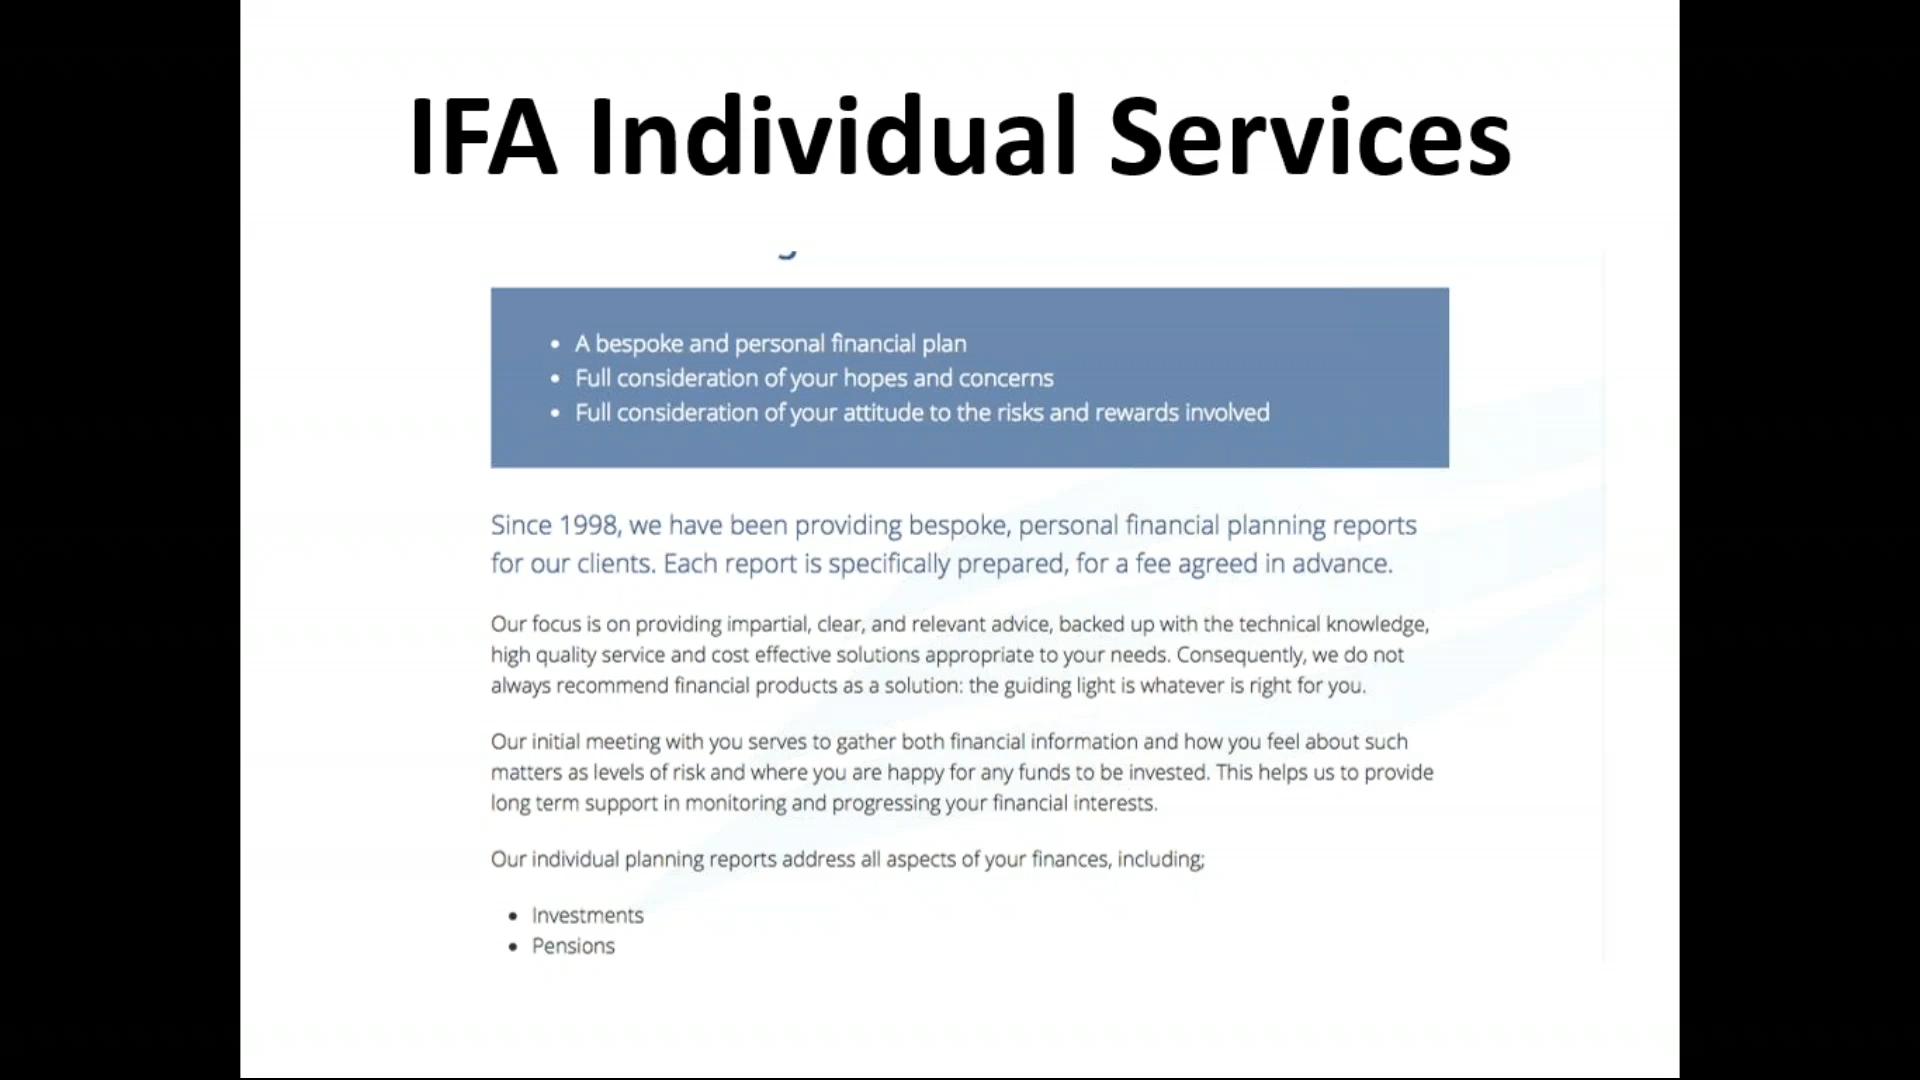 IFA Individual Services
• A bespoke and personal financial plan
• Full consideration of your hopes and concerns
• Full consideration of your attitude to the risks and rewards involved
Since 1998, we have been providing bespoke, personal financial planning reports
for our clients. Each report is specifically prepared, for a fee agreed in advance.
Our focus is on providing impartial, clear, and relevant advice, backed up with the technical knowledge,
high quality service and cost effective solutions appropriate to your needs. Consequently, we do not
always recommend financial products as a solution: the guiding light is whatever is right for you.
Our initial meeting with you serves to gather both financial information and how you feel about such
matters as levels of risk and where you are happy for any funds to be invested. This helps us to provide
long term support in monitoring and progressing your financial interests.
Our individual planning reports address all aspects of your finances, including;
• Investments
• Pensions